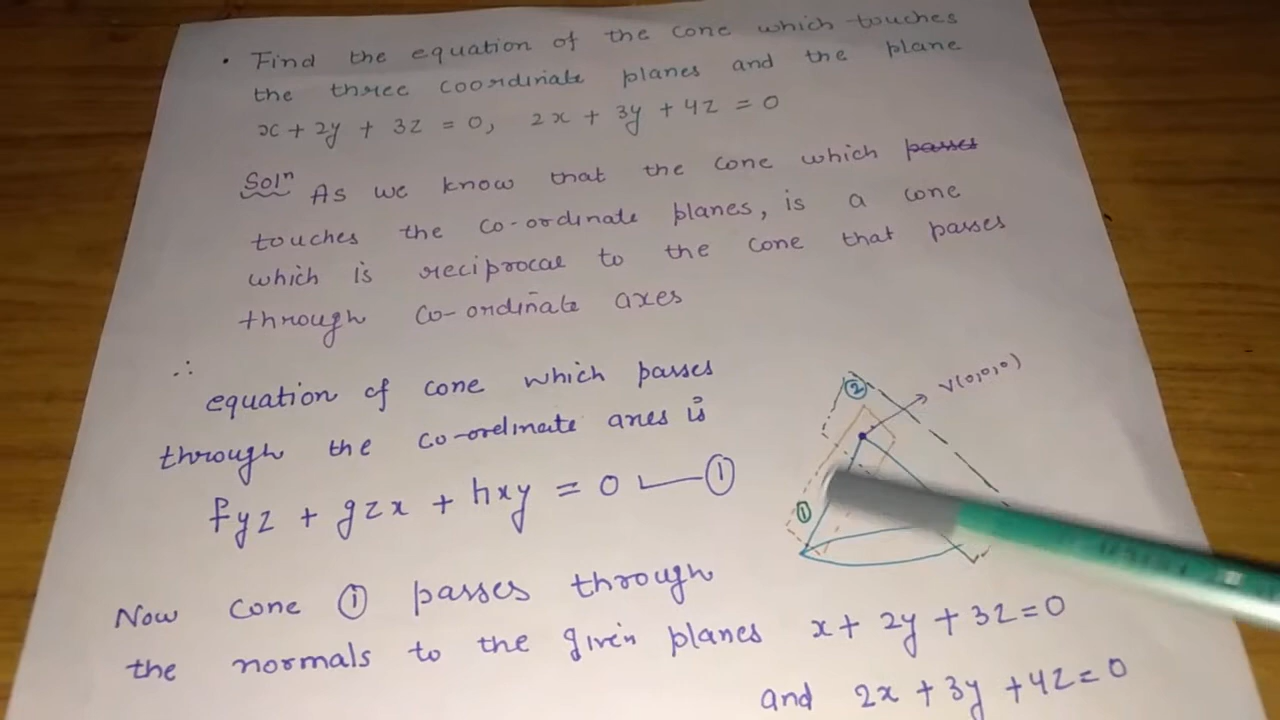 • Find the equation of the cone which touches
the three coordinate planes and the plane
x + 2y + 3z = 0, 2x + 3y + 4z = 0
Solⁿ As we know that the cone which passes
touches the co-ordinate planes, is a cone
which is reciprocal to the cone that passes
through co-ordinate axes
∴
equation of cone which passes
through the co-ordinate axes is
fyz + gzx + hxy = 0 — ①
② V(0,0,0)
①
Now cone ① passes through
the normals to the given planes x + 2y + 3z = 0
and 2x + 3y + 4z = 0